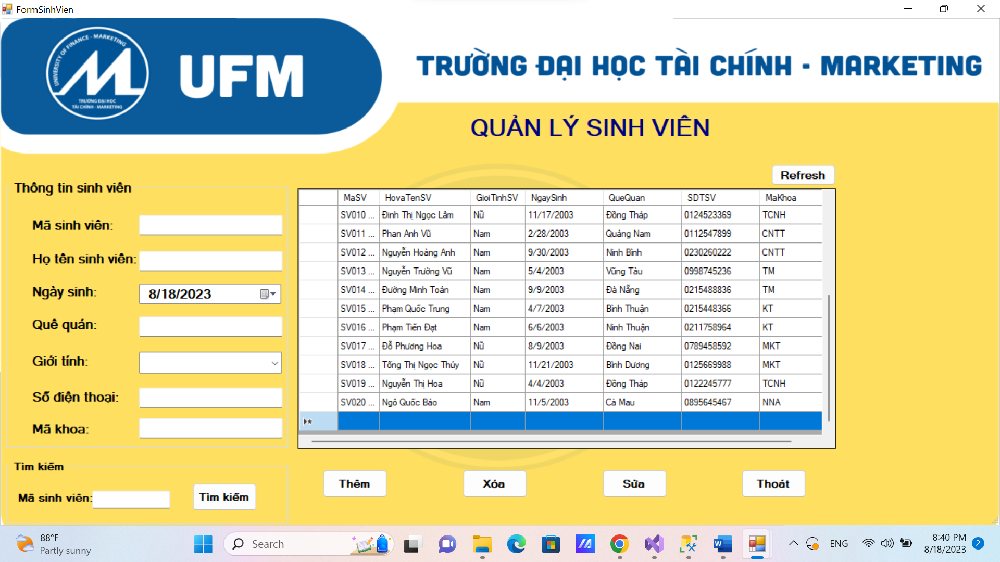 FormSinhVien
UNIVERSITY OF FINANCE - MARKETING
TRƯỜNG ĐẠI HỌC
TÀI CHÍNH - MARKETING
UFM
TRƯỜNG ĐẠI HỌC TÀI CHÍNH - MARKETING
QUẢN LÝ SINH VIÊN
Refresh
Thông tin sinh viên
Mã sinh viên:
Họ tên sinh viên:
Ngày sinh: 8/18/2023
Quê quán:
Giới tính:
Số điện thoại:
Mã khoa:
MaSV HovaTenSV GioiTinhSV NgaySinh QueQuan SDTSV MaKhoa
SV010 ... Đinh Thị Ngọc Lâm Nữ 11/17/2003 Đồng Tháp 0124523369 TCNH
SV011 ... Phan Anh Vũ Nam 2/28/2003 Quảng Nam 0112547899 CNTT
SV012 ... Nguyễn Hoàng Anh Nam 9/30/2003 Ninh Bình 0230260222 CNTT
SV013 ... Nguyễn Trường Vũ Nam 5/4/2003 Vũng Tàu 0998745236 TM
SV014 ... Đường Minh Toán Nam 9/9/2003 Đà Nẵng 0215488836 TM
SV015 ... Phạm Quốc Trung Nam 4/7/2003 Bình Thuận 0215448366 KT
SV016 ... Phạm Tiến Đạt Nam 6/6/2003 Ninh Thuận 0211758964 KT
SV017 ... Đỗ Phương Hoa Nữ 8/9/2003 Đồng Nai 0789458592 MKT
SV018 ... Tống Thị Ngọc Thúy Nữ 11/21/2003 Bình Dương 0125669988 MKT
SV019 ... Nguyễn Thị Hoa Nữ 4/4/2003 Đồng Tháp 0122245777 TCNH
SV020 ... Ngô Quốc Bảo Nam 11/5/2003 Cà Mau 0895645467 NNA
Tìm kiếm
Mã sinh viên: Tìm kiếm
Thêm Xóa Sửa Thoát
88°F
Partly sunny
Search
ENG
8:40 PM
8/18/2023
2